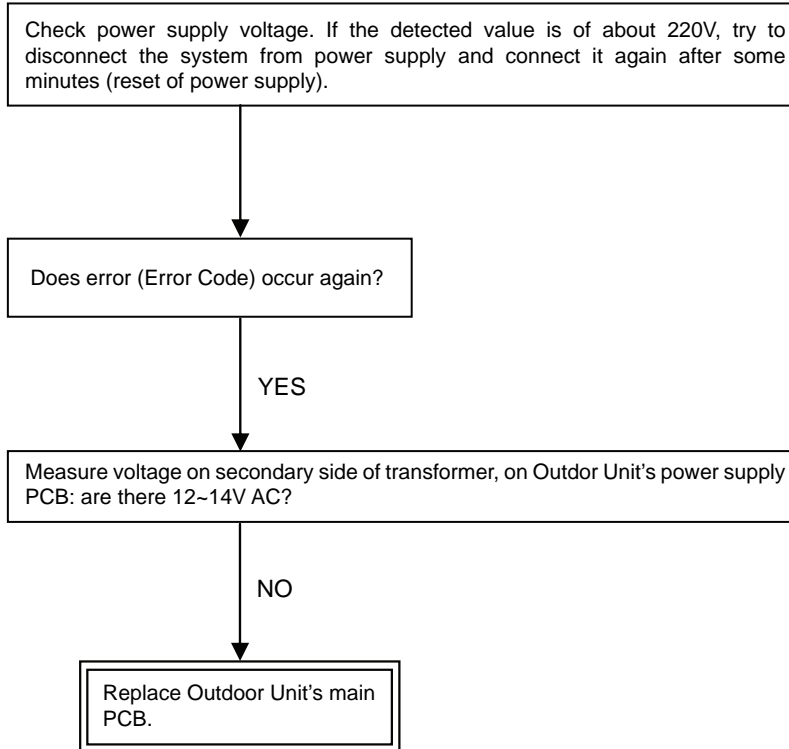 Check power supply voltage. If the detected value is of about 220V, try to
disconnect the system from power supply and connect it again after some
minutes (reset of power supply).
Does error (Error Code) occur again?
YES
Measure voltage on secondary side of transformer, on Outdor Unit's power supply
PCB: are there 12~14V AC?
NO
Replace Outdoor Unit's main
PCB.